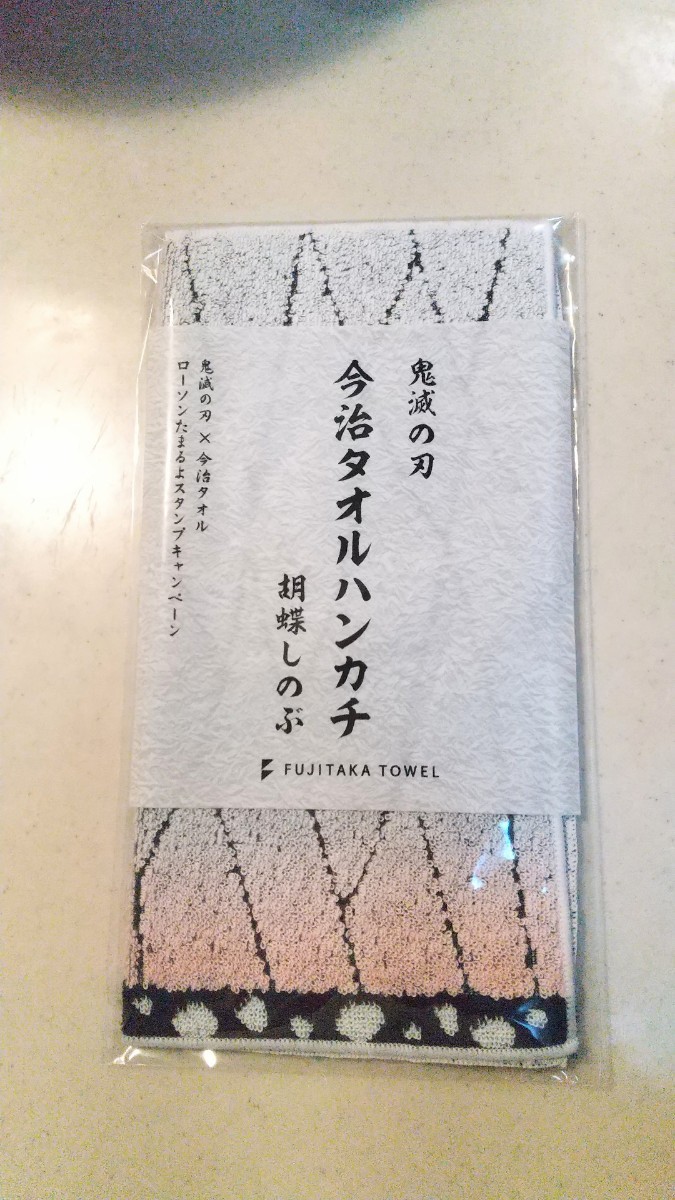 鬼滅の刃
今治タオルハンカチ
胡蝶しのぶ
鬼滅の刃×今治タオル
ローソンたまるよスタンプキャンペーン
FUJITAKA TOWEL